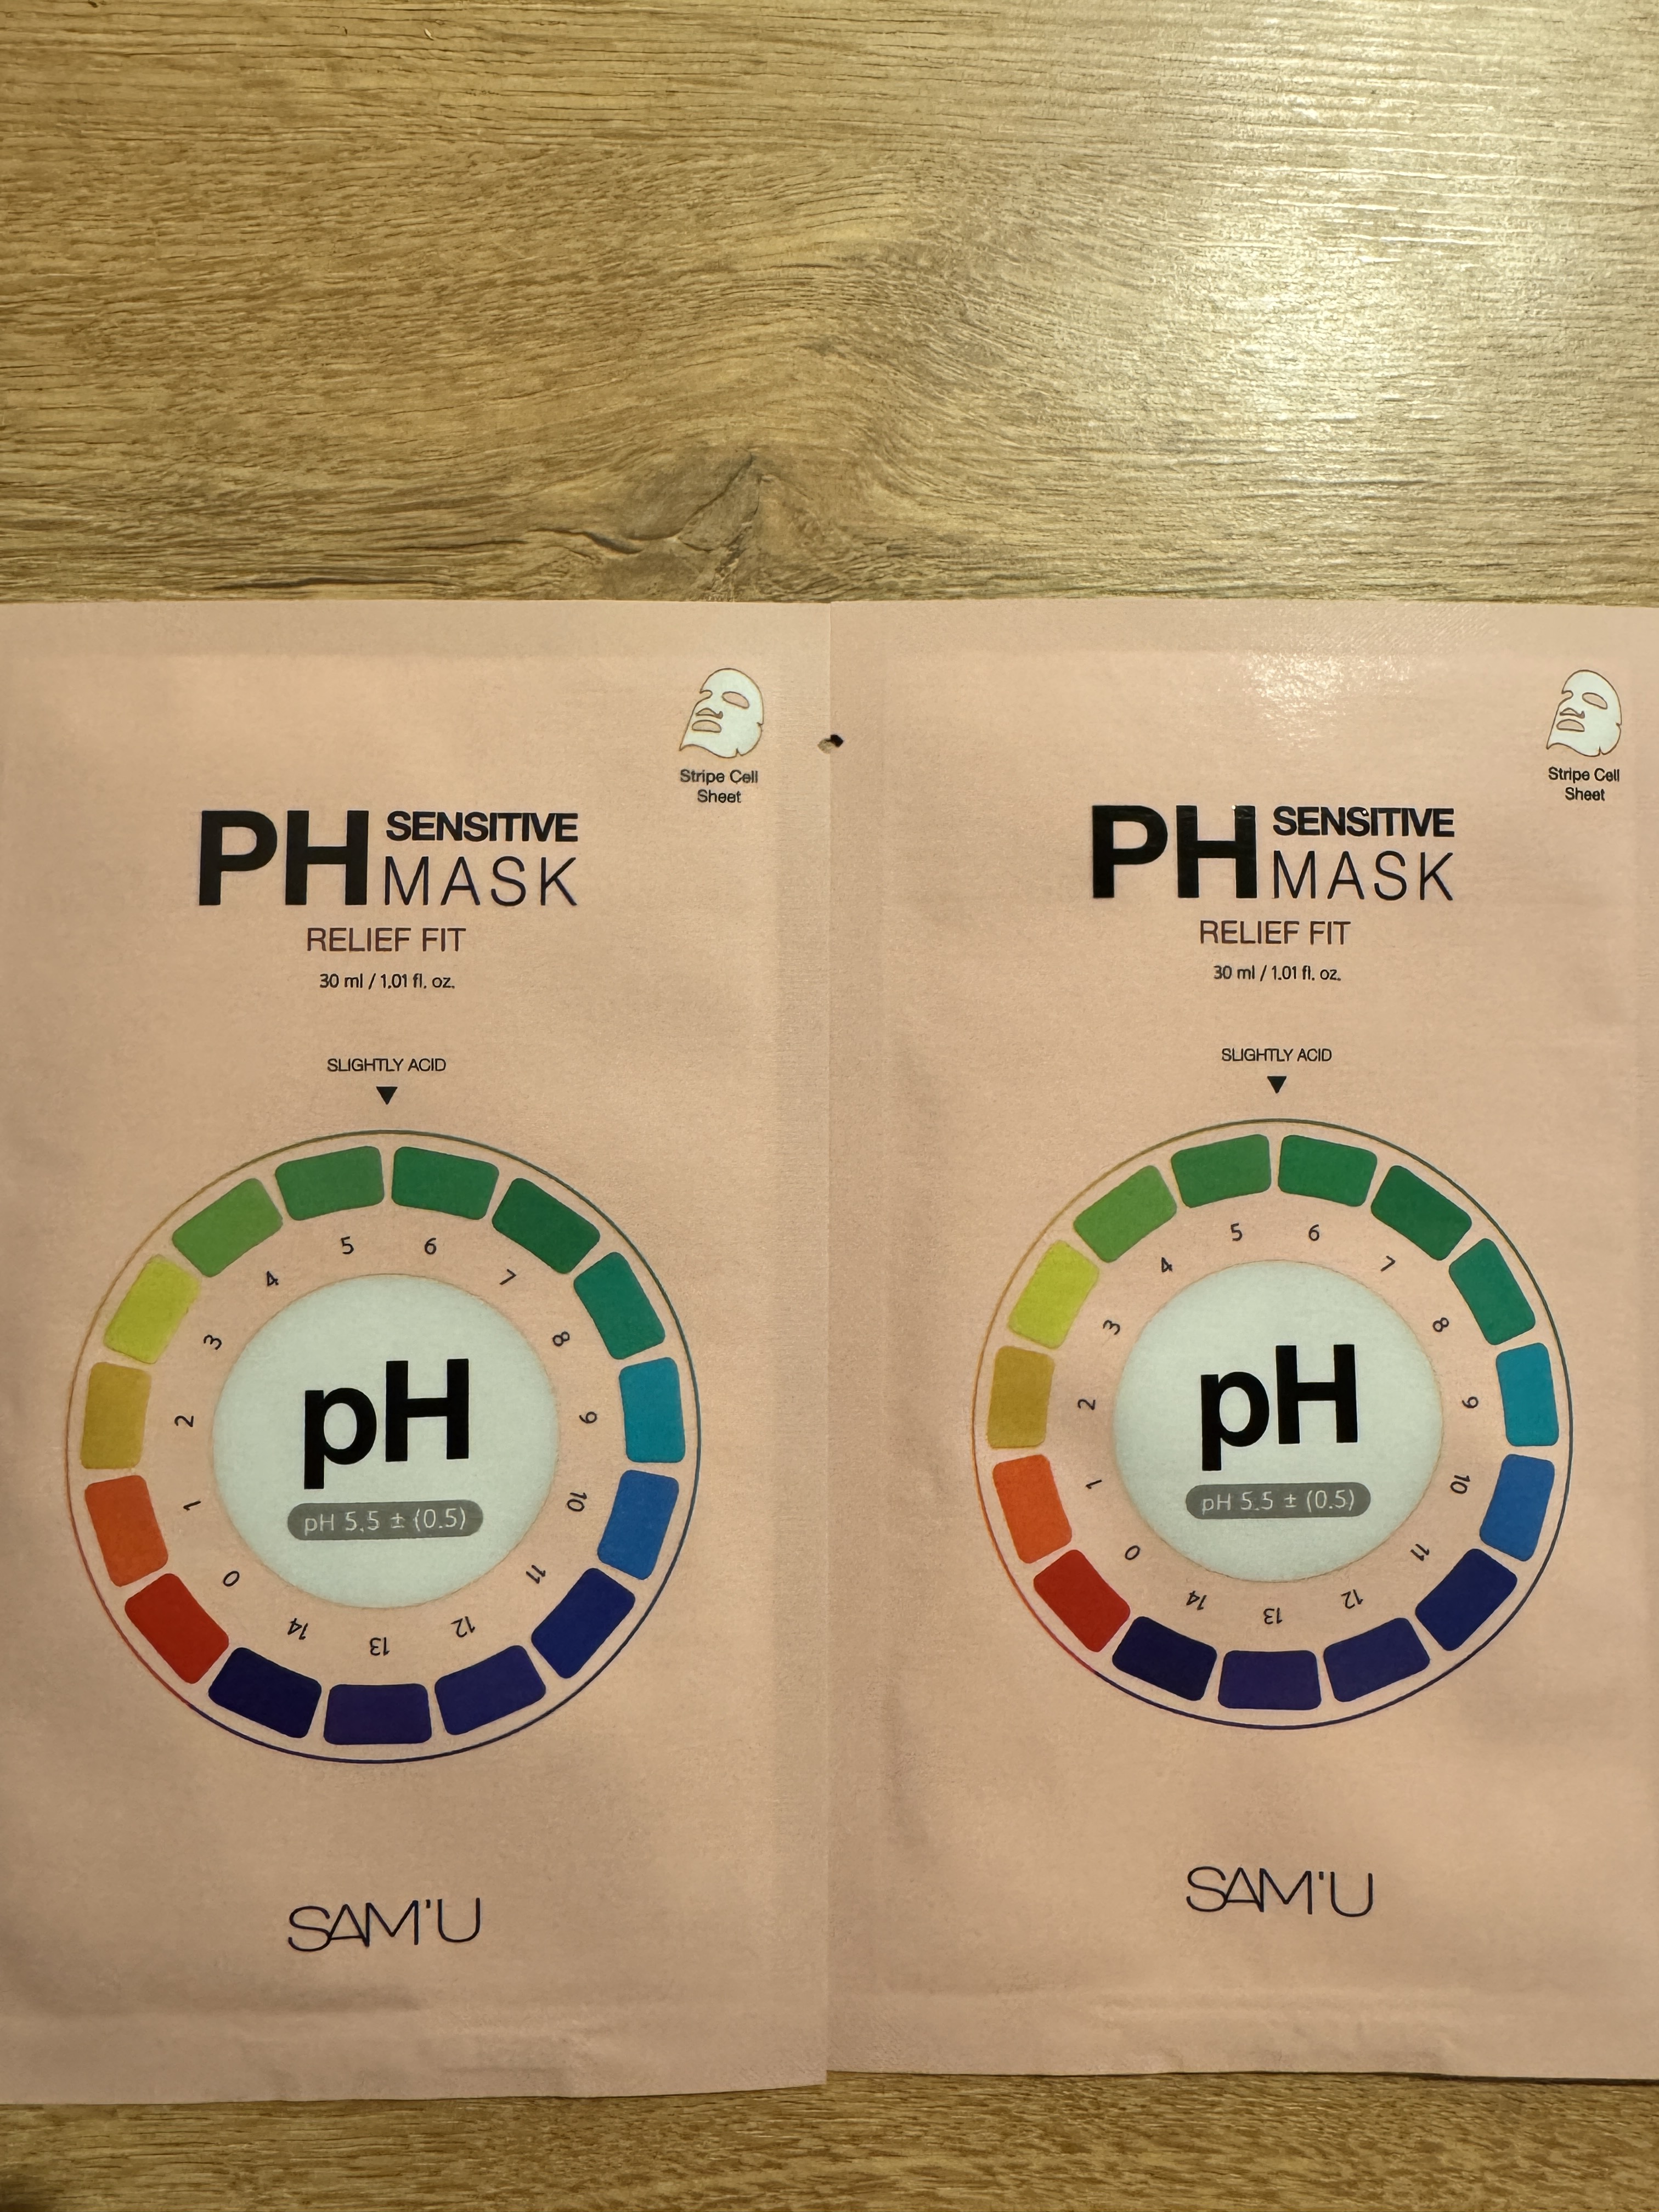 Stripe Cell
Sheet
PH SENSITIVE
MASK
RELIEF FIT
30 ml / 1.01 fl. oz.
SLIGHTLY ACID
0
1
2
3
4
5
6
7
8
9
10
11
12
13
14
pH
pH 5.5 ± (0.5)
SAM'U
Stripe Cell
Sheet
PH SENSITIVE
MASK
RELIEF FIT
30 ml / 1.01 fl. oz.
SLIGHTLY ACID
0
1
2
3
4
5
6
7
8
9
10
11
12
13
14
pH
pH 5.5 ± (0.5)
SAM'U